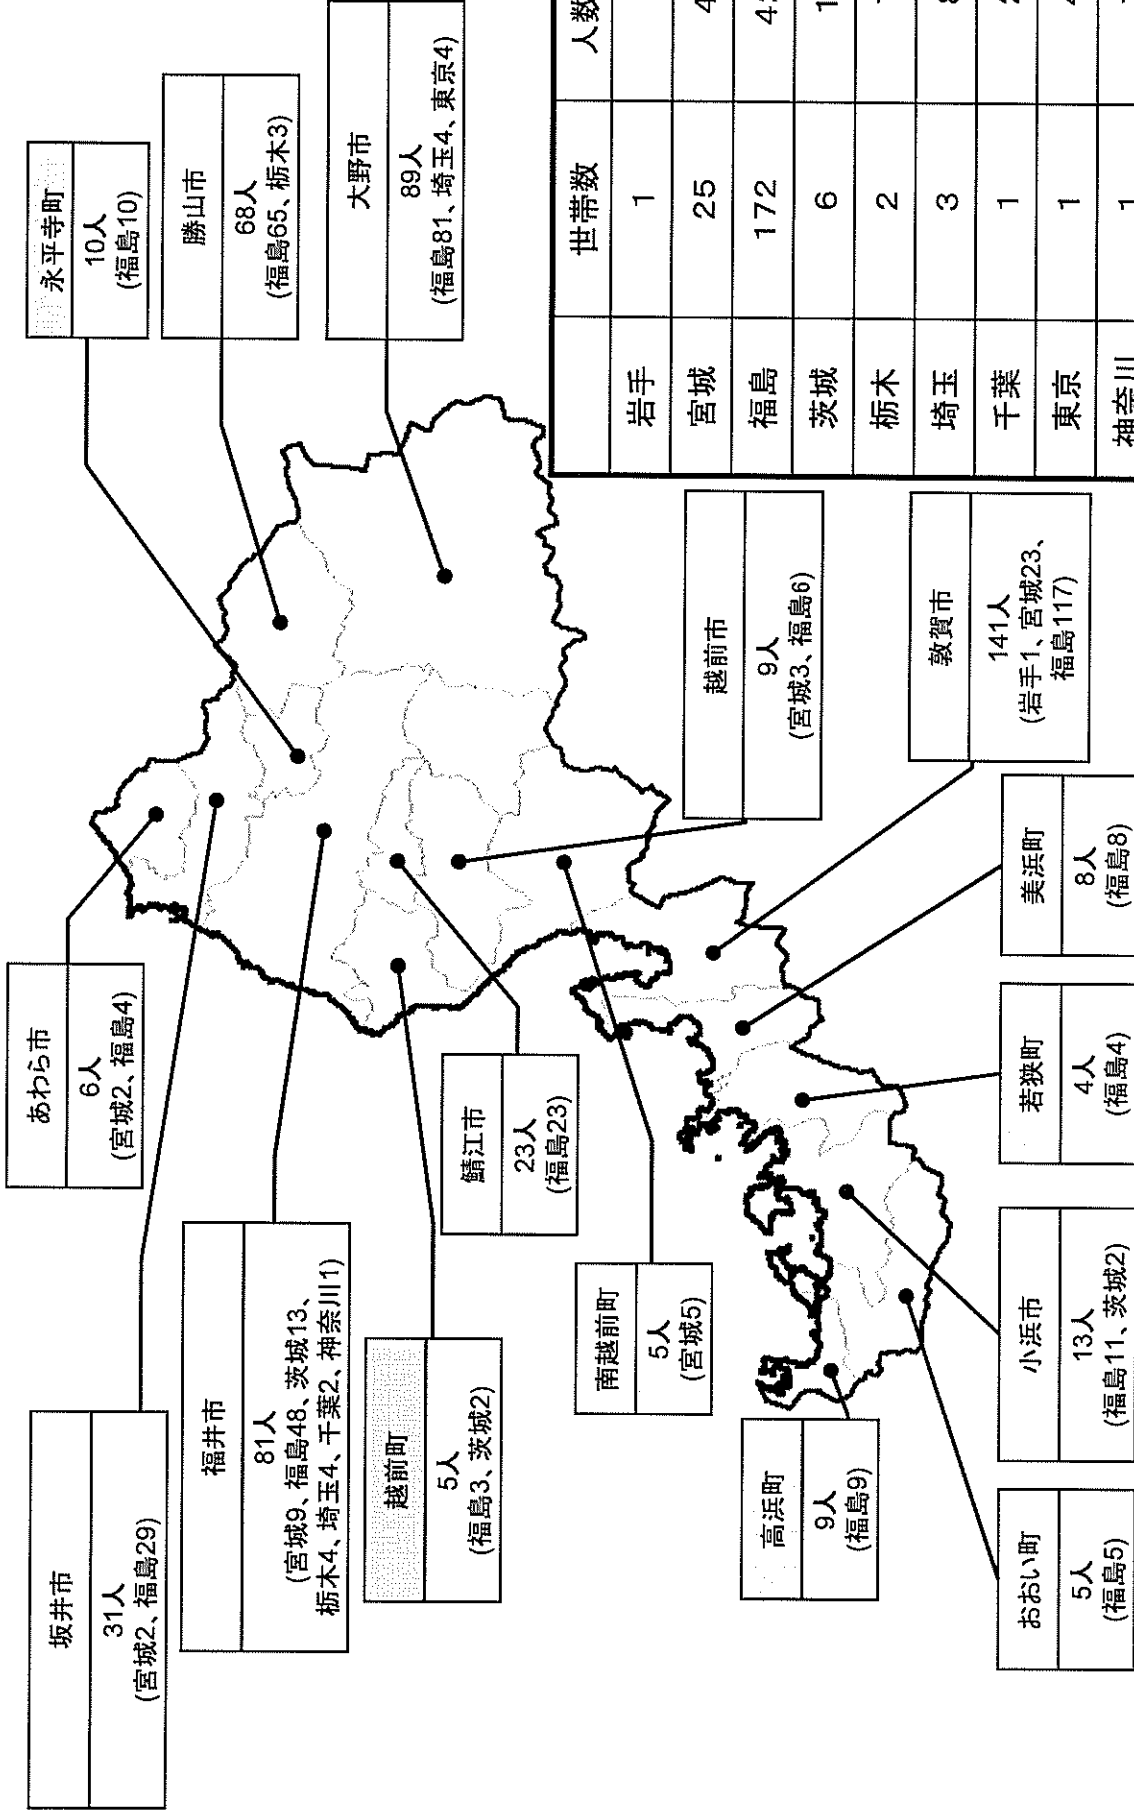 坂井市
31人
(宮城2、福島29)
あわら市
6人
(宮城2、福島4)
永平寺町
10人
(福島10)
勝山市
68人
(福島65、栃木3)
大野市
89人
(福島81、埼玉4、東京4)
福井市
81人
(宮城9、福島48、茨城13、
栃木4、埼玉4、千葉2、神奈川1)
越前町
5人
(福島3、茨城2)
鯖江市
23人
(福島23)
南越前町
5人
(宮城5)
越前市
9人
(宮城3、福島6)
敦賀市
141人
(岩手1、宮城23、
福島117)
美浜町
8人
(福島8)
若狭町
4人
(福島4)
小浜市
13人
(福島11、茨城2)
おおい町
5人
(福島5)
高浜町
9人
(福島9)
世帯数 人数
岩手 1
宮城 25
福島 172
茨城 6
栃木 2
埼玉 3
千葉 1
東京 1
神奈川 1